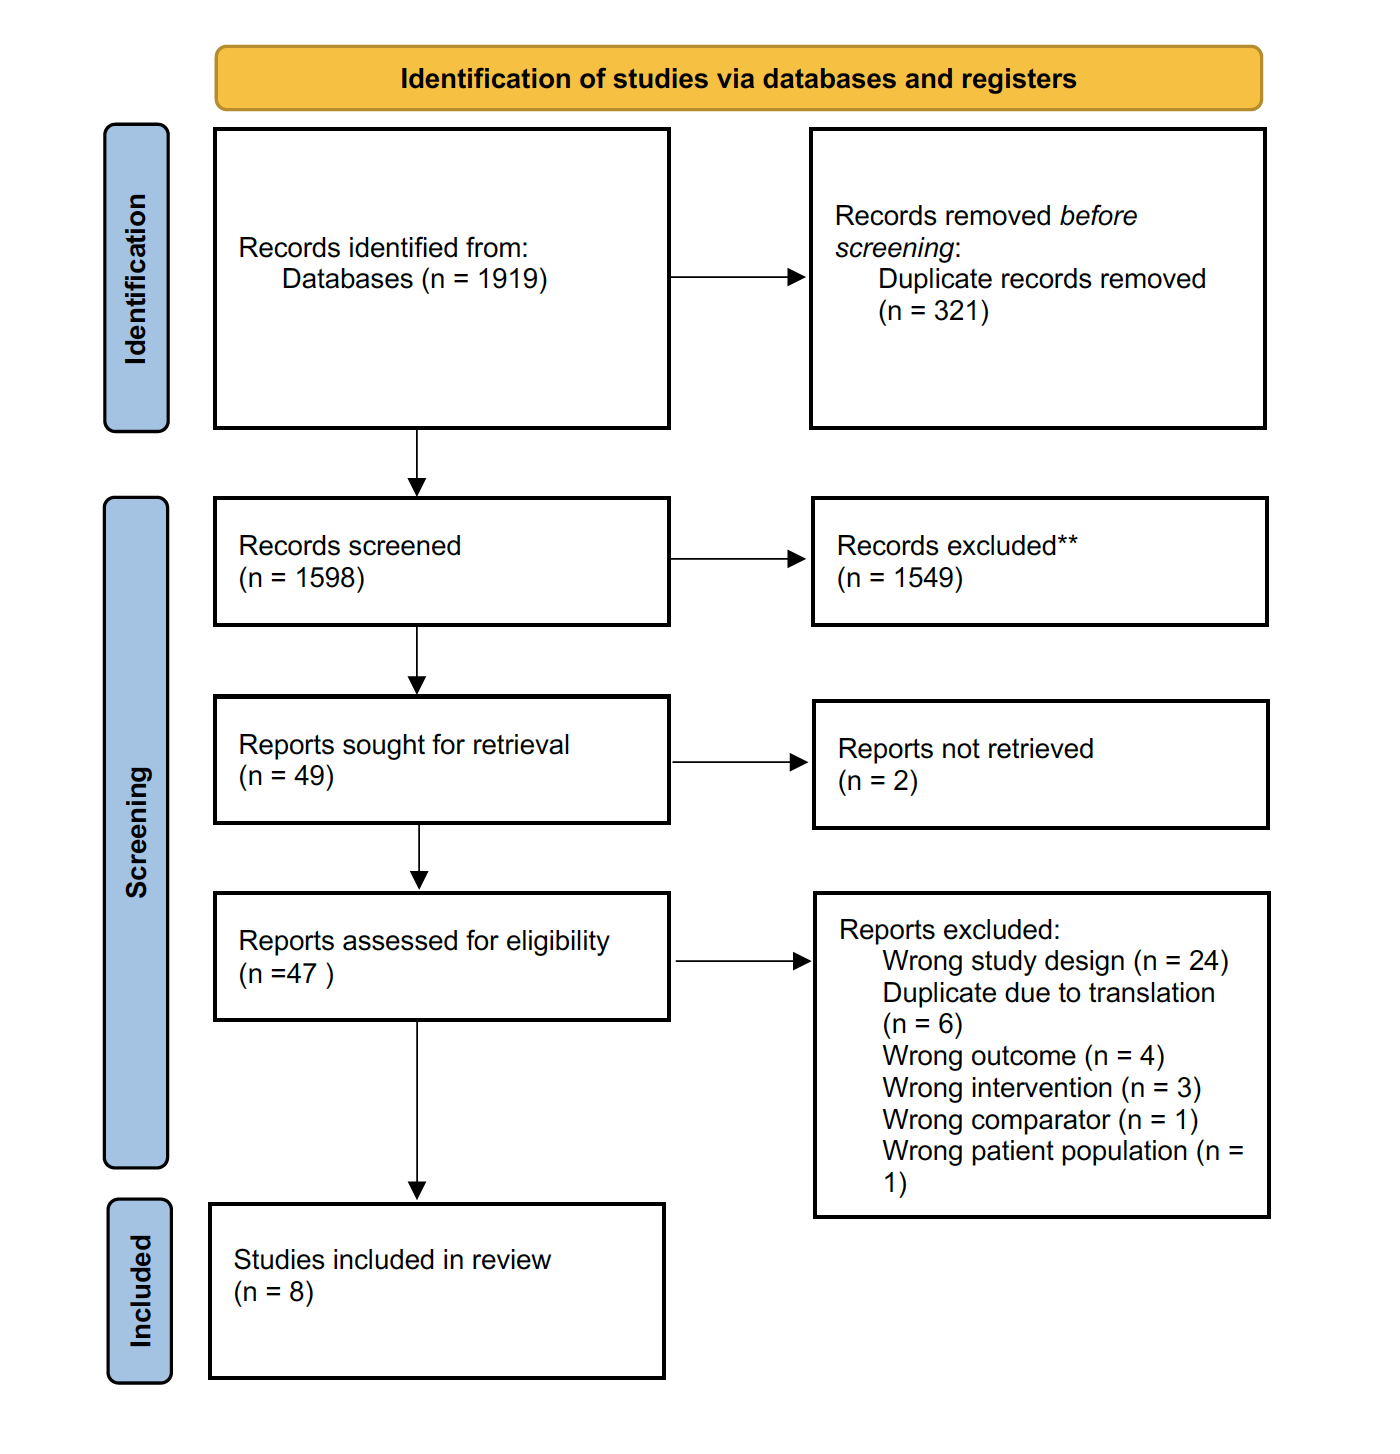 Identification of studies via databases and registers
Identification
Records identified from:
Databases (n = 1919)
Records removed before
screening:
Duplicate records removed
(n = 321)
Screening
Records screened
(n = 1598)
Records excluded**
(n = 1549)
Reports sought for retrieval
(n = 49)
Reports not retrieved
(n = 2)
Reports assessed for eligibility
(n =47 )
Reports excluded:
Wrong study design (n = 24)
Duplicate due to translation
(n = 6)
Wrong outcome (n = 4)
Wrong intervention (n = 3)
Wrong comparator (n = 1)
Wrong patient population (n =
1)
Included
Studies included in review
(n = 8)